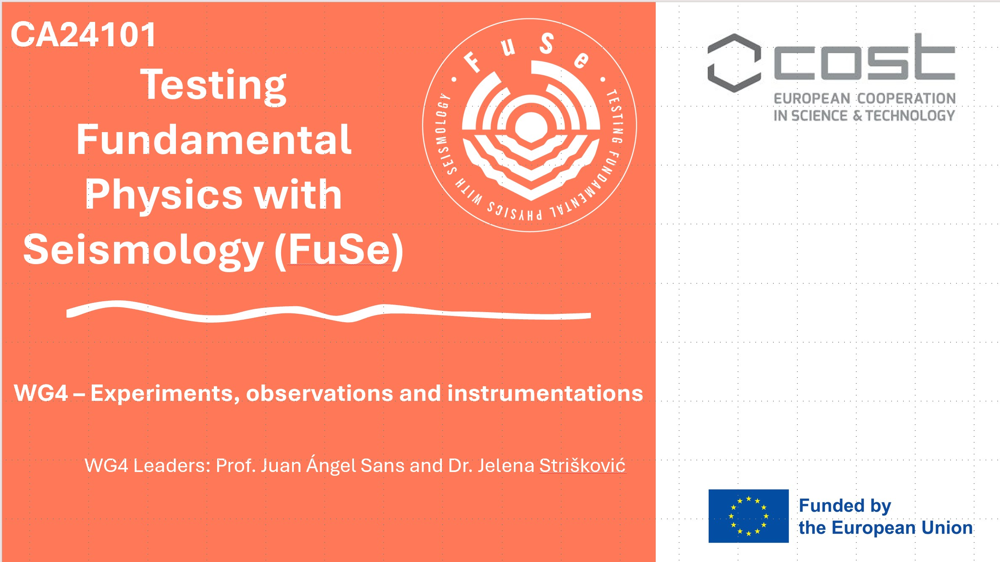 CA24101
Testing
Fundamental
Physics with
Seismology (FuSe)
FuSe
• TESTING FUNDAMENTAL PHYSICS WITH SEISMOLOGY •
cost
EUROPEAN COOPERATION
IN SCIENCE & TECHNOLOGY
WG4 – Experiments, observations and instrumentations
WG4 Leaders: Prof. Juan Ángel Sans and Dr. Jelena Strišković
Funded by
the European Union